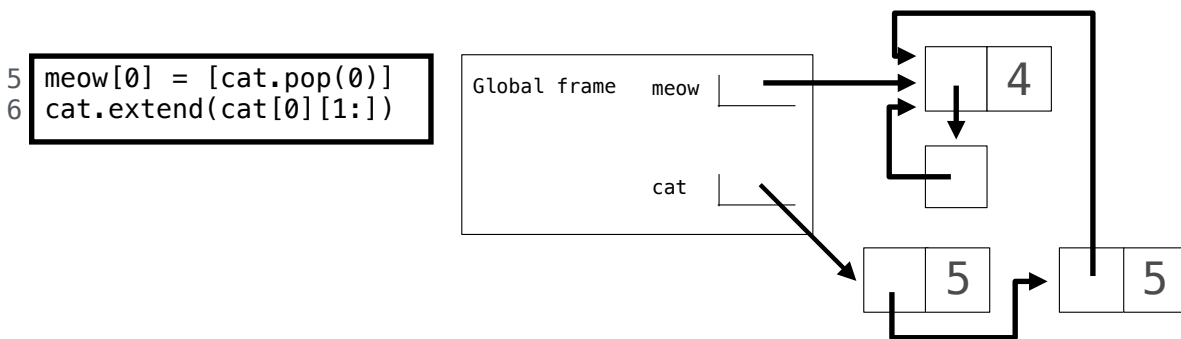 5 meow[0] = [cat.pop(0)]
6 cat.extend(cat[0][1:])
Global frame meow
4
cat
5 5